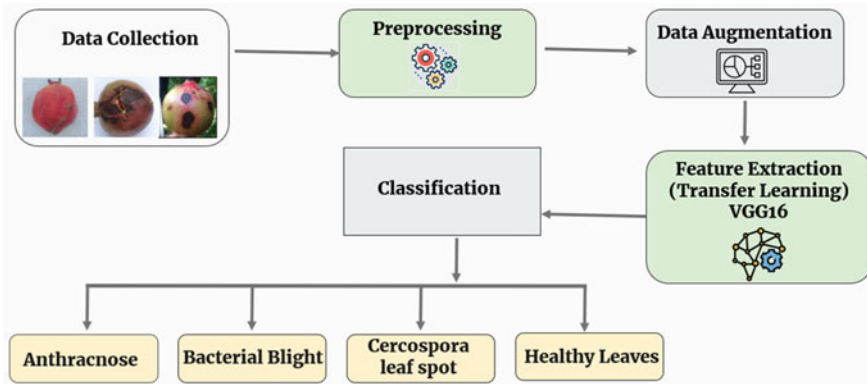 Data Collection
Preprocessing
Data Augmentation
Feature Extraction
(Transfer Learning)
VGG16
Classification
Anthracnose
Bacterial Blight
Cercospora
leaf spot
Healthy Leaves